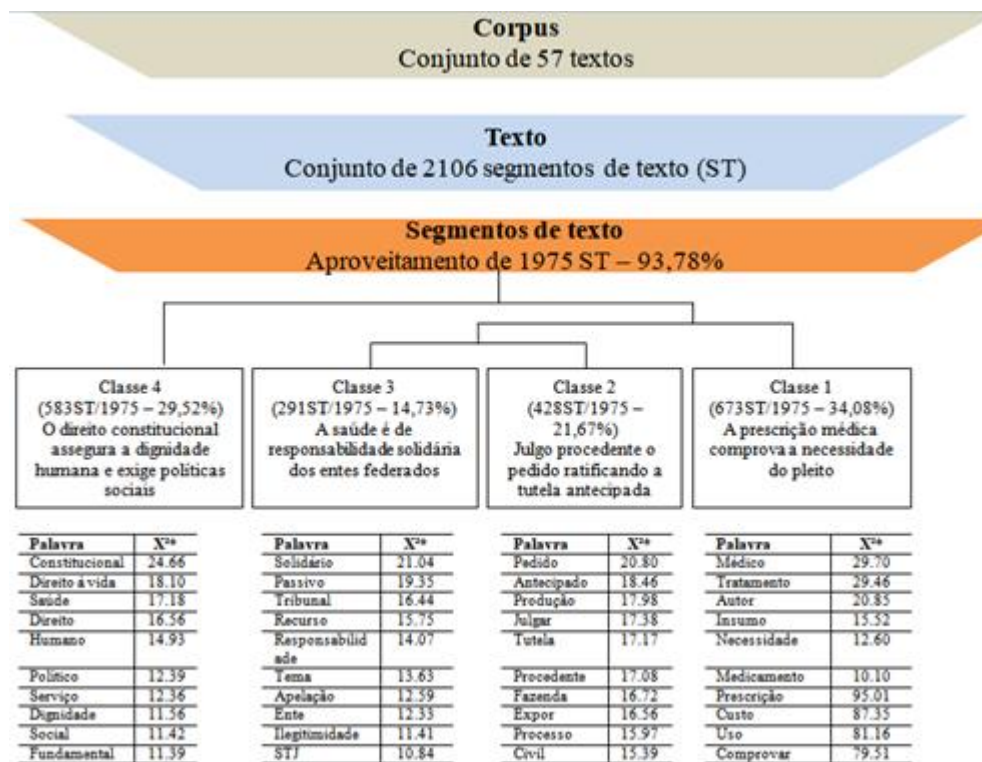 Corpus
Conjunto de 57 textos
Texto
Conjunto de 2106 segmentos de texto (ST)
Segmentos de texto
Aproveitamento de 1975 ST – 93,78%
Classe 4
(583ST/1975 – 29,52%)
O direito constitucional
assegura a dignidade
humana e exige políticas
sociais
Classe 3
(291ST/1975 – 14,73%)
A saúde é de
responsabilidade solidária
dos entes federados
Classe 2
(428ST/1975 –
21,67%)
Julgo procedente o
pedido ratificando a
tutela antecipada
Classe 1
(673ST/1975 – 34,08%)
A prescrição médica
comprova a necessidade
do pleito
Palavra X²*
Constitucional 24.66
Direito à vida 18.10
Saúde 17.18
Direito 16.56
Humano 14.93
Político 12.39
Serviço 12.36
Dignidade 11.56
Social 11.42
Fundamental 11.39
Palavra X²*
Solidário 21.04
Passivo 19.35
Tribunal 16.44
Recurso 15.75
Responsabilid 14.07
ade
Tema 13.63
Apelação 12.59
Ente 12.33
Ilegitimidade 11.41
STJ 10.84
Palavra X²*
Pedido 20.80
Antecipado 18.46
Produção 17.98
Julgar 17.38
Tutela 17.17
Procedente 17.08
Fazenda 16.72
Expor 16.56
Processo 15.97
Civil 15.39
Palavra X²*
Médico 29.70
Tratamento 29.46
Autor 20.85
Insumo 15.52
Necessidade 12.60
Medicamento 10.10
Prescrição 95.01
Custo 87.35
Uso 81.16
Comprovar 79.51